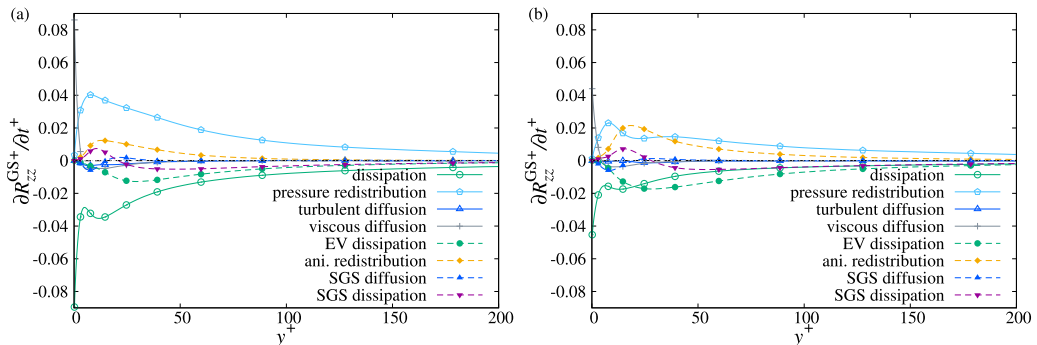 (a)
∂R_zz^GS+/∂t^+
0.08
0.06
0.04
0.02
0
-0.02
-0.04
-0.06
-0.08
dissipation
pressure redistribution
turbulent diffusion
viscous diffusion
EV dissipation
ani. redistribution
SGS diffusion
SGS dissipation
0 50 100 150 200
y^+
(b)
∂R_zz^GS+/∂t^+
0.08
0.06
0.04
0.02
0
-0.02
-0.04
-0.06
-0.08
dissipation
pressure redistribution
turbulent diffusion
viscous diffusion
EV dissipation
ani. redistribution
SGS diffusion
SGS dissipation
0 50 100 150 200
y^+